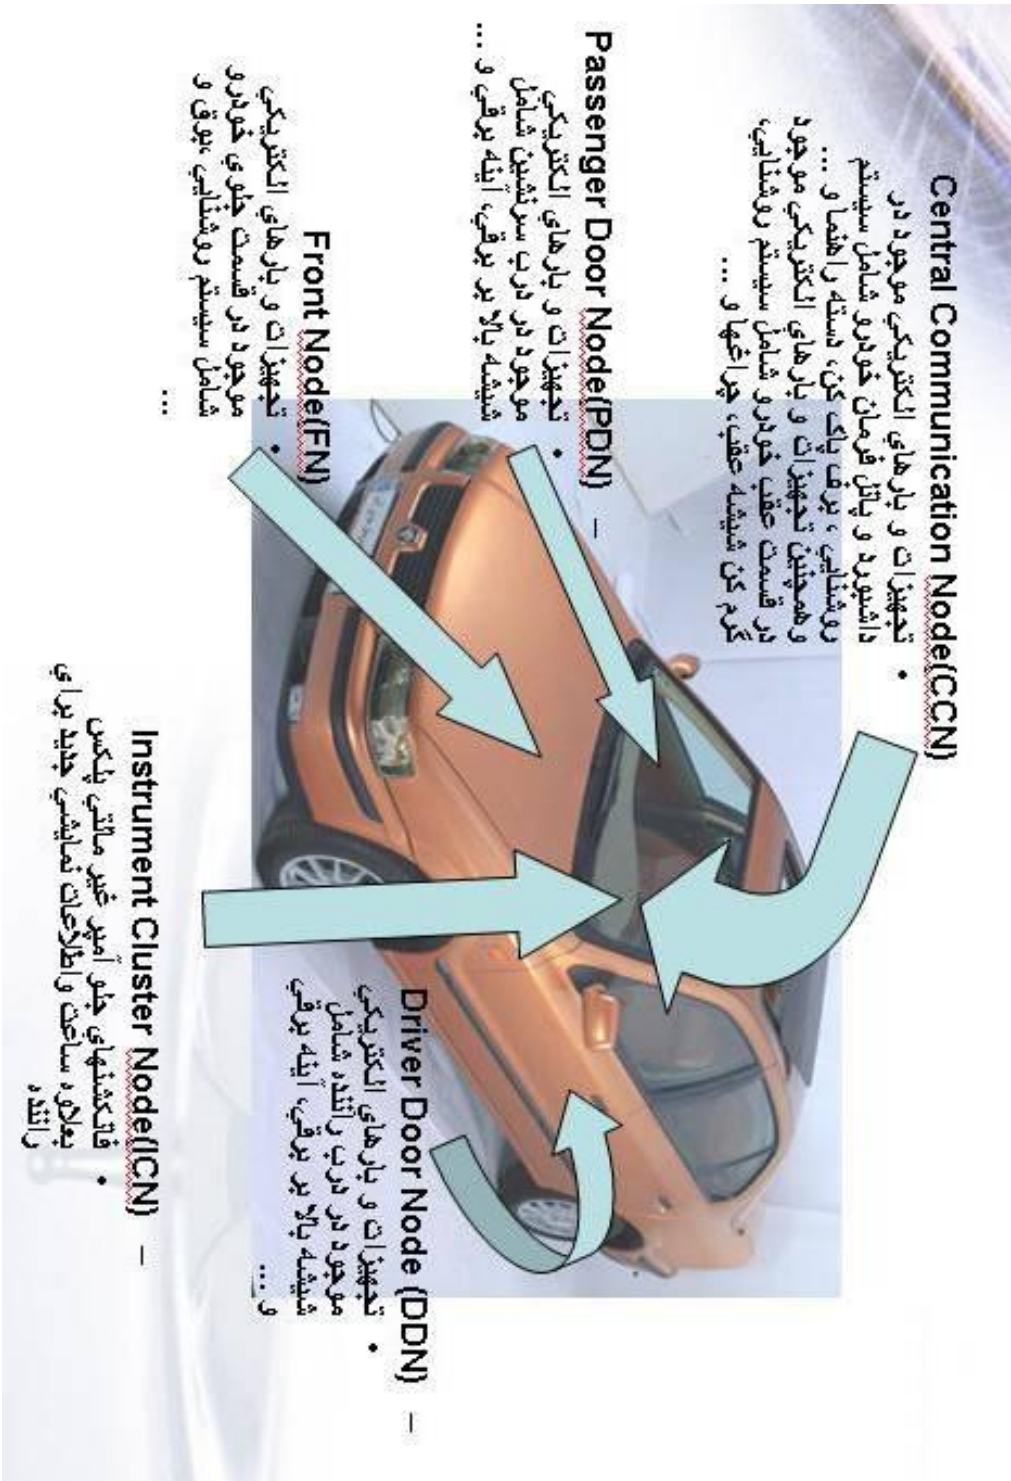 Central Communication Node(CCN)
• تجهیزات و بارهای الکتریکی موجود در
داشبورد و پانل فرمان خودرو شامل سیستم
روشنایی ، برف پاک کن، دسته راهنما و ...
وهمچنین تجهیزات و بارهای الکتریکی موجود
در قسمت عقب خودرو شامل سیستم روشنایی،
گرم کن شیشه عقب، چراغها و ...
Passenger Door Node(PDN) –
• تجهیزات و بارهای الکتریکی
موجود در درب سرنشین شامل
شیشه بالا بر برقی، آینه برقی و ...
Front Node(FN)
• تجهیزات و بارهای الکتریکی
موجود در قسمت جلوی خودرو
شامل سیستم روشنایی ،بوق و
...
Driver Door Node (DDN) –
• تجهیزات و بارهای الکتریکی
موجود در درب راننده شامل
شیشه بالا بر برقی، آینه برقی
و ...
Instrument Cluster Node(ICN) –
• فانکشنهای جلو آمپر غیر مالتی پلکس
بعلاوه ساعت واطلاعات نمایشی جدید برای
راننده